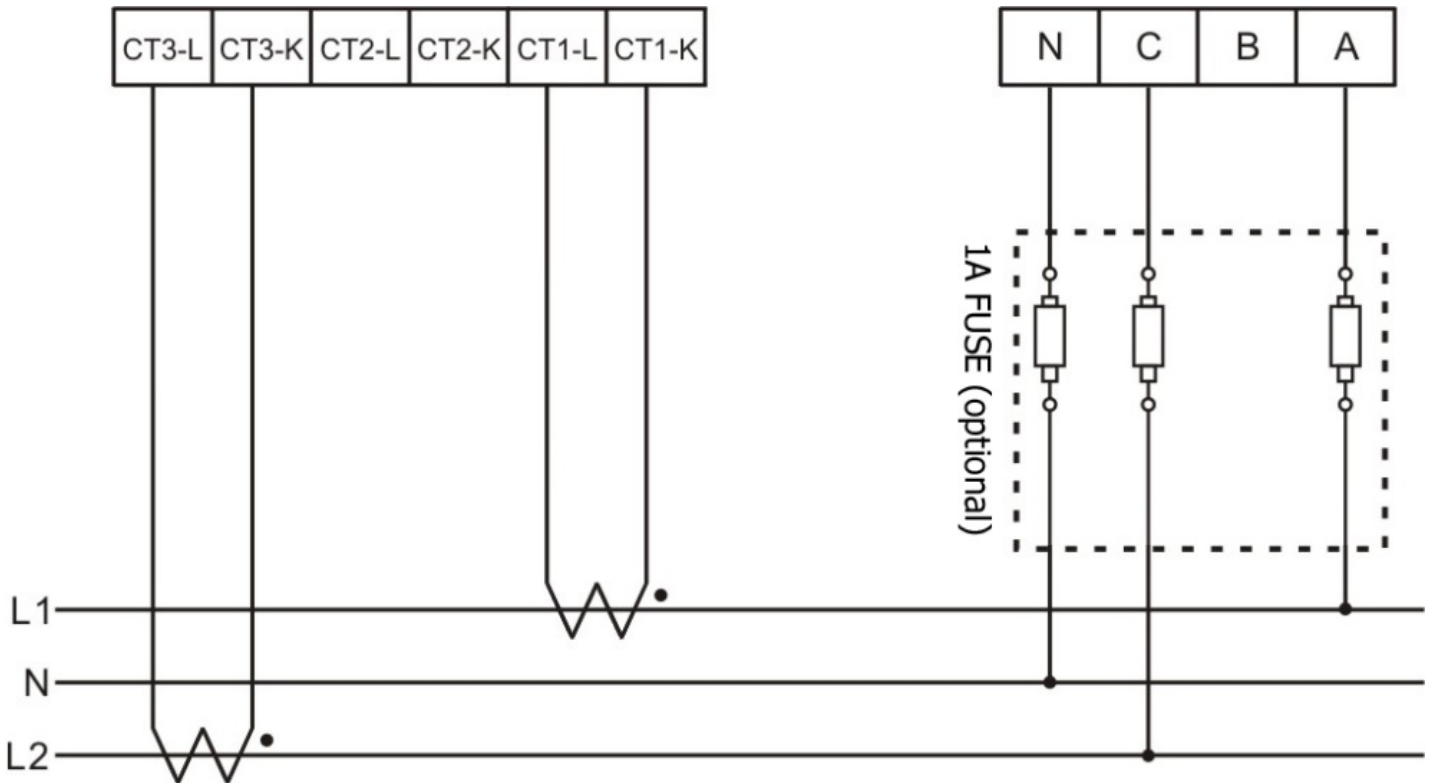 CT3-L CT3-K CT2-L CT2-K CT1-L CT1-K
N C B A
1A FUSE (optional)
L1
N
L2